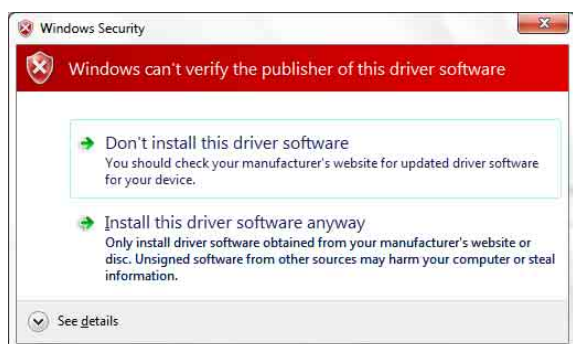 Windows Security
Windows can't verify the publisher of this driver software
Don't install this driver software
You should check your manufacturer's website for updated driver software
for your device.
Install this driver software anyway
Only install driver software obtained from your manufacturer's website or
disc. Unsigned software from other sources may harm your computer or steal
information.
See details